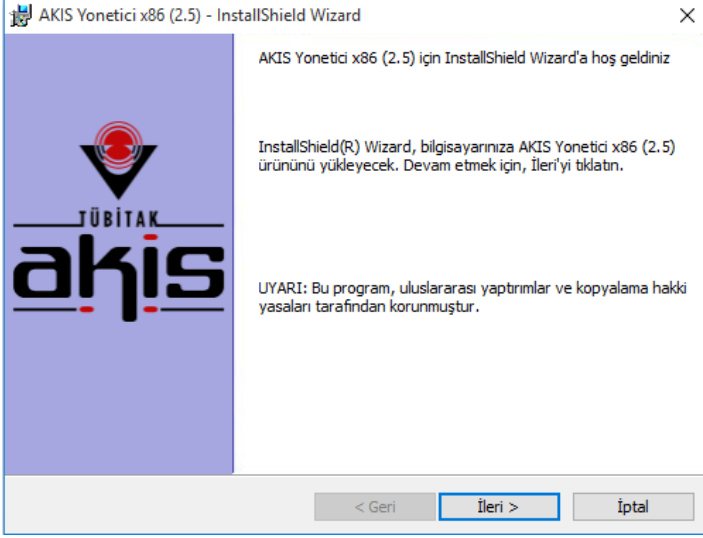 AKIS Yonetici x86 (2.5) - InstallShield Wizard
AKIS Yonetici x86 (2.5) için InstallShield Wizard'a hoş geldiniz
InstallShield(R) Wizard, bilgisayarınıza AKIS Yonetici x86 (2.5)
ürününü yükleyecek. Devam etmek için, İleri'yi tıklatın.
TÜBİTAK
akis
UYARI: Bu program, uluslararası yaptırımlar ve kopyalama hakki
yasaları tarafından korunmuştur.
< Geri
İleri >
İptal